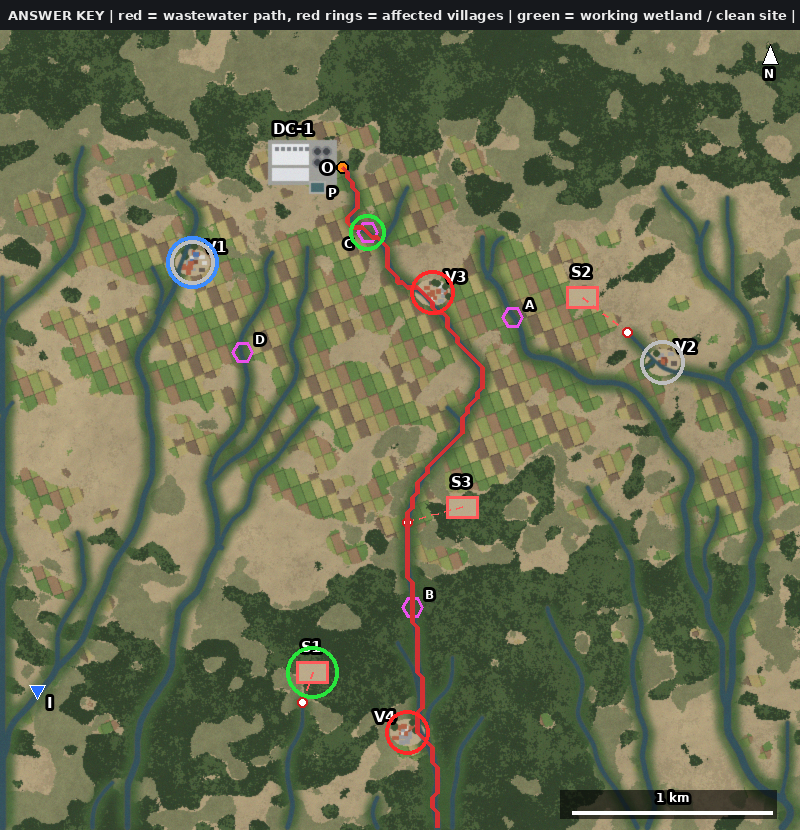 ANSWER KEY | red = wastewater path, red rings = affected villages | green = working wetland / clean site |
N
DC-1
O
P
C
V1
V3
S2
A
V2
D
S3
B
S1
I
V4
1 km